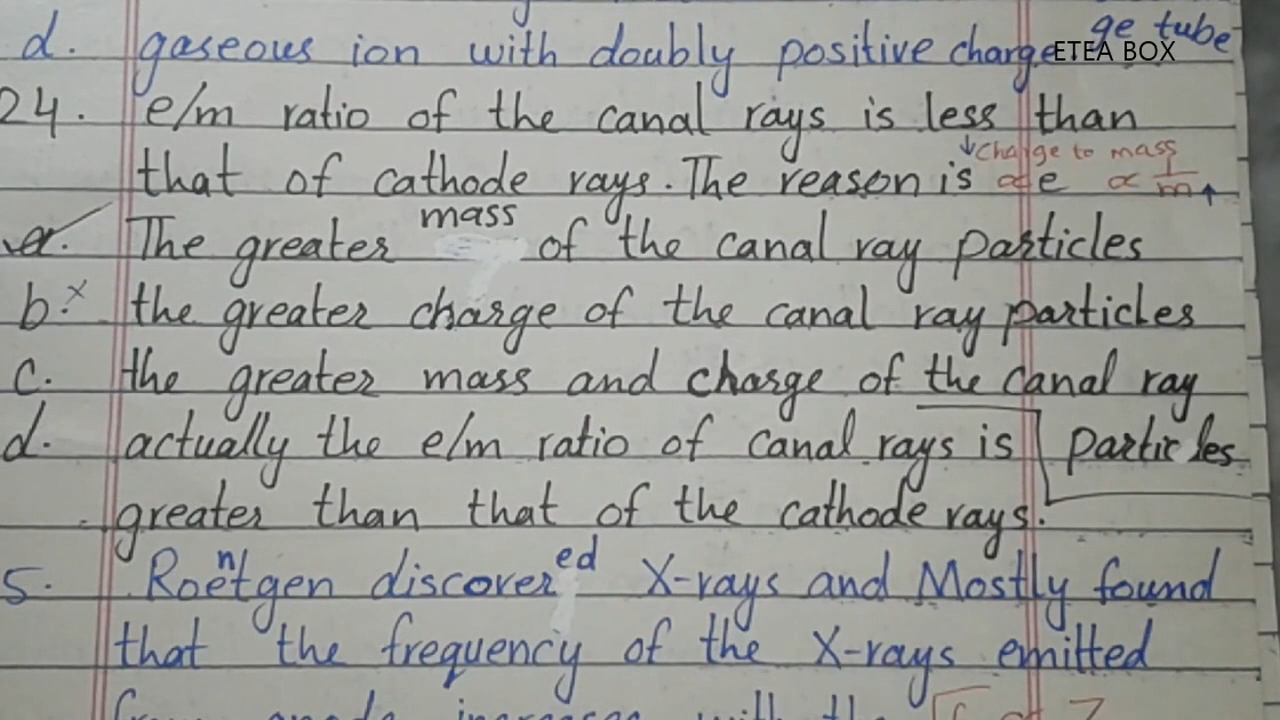 d. gaseous ion with doubly positive charge ge tube
ETEA BOX
24. e/m ratio of the canal rays is less than
↓charge to mass
that of cathode rays. The reason is ∝e ∝ 1/m↑
a. The greater mass of the canal ray particles
b.× the greater charge of the canal ray particles
c. the greater mass and charge of the canal ray particles
d. actually the e/m ratio of canal rays is
greater than that of the cathode rays.
5. Roentgen discovered X-rays and Mostly found
that the frequency of the X-rays emitted
with